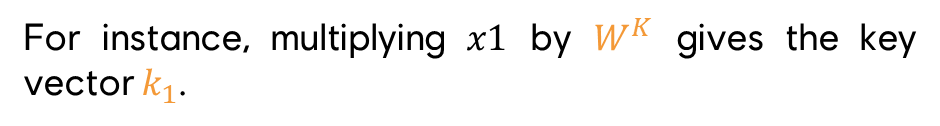 For instance, multiplying x1 by W^K gives the key
vector k₁.